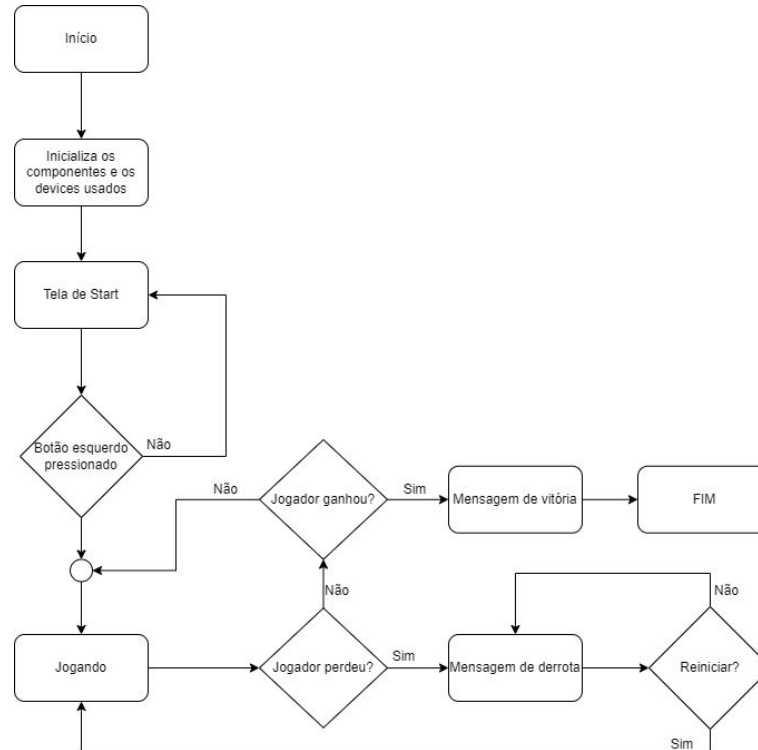 Início
Inicializa os
componentes e os
devices usados
Tela de Start
Botão esquerdo
pressionado
Não
Não
Jogador ganhou?
Sim
Mensagem de vitória
FIM
Não
Não
Jogando
Jogador perdeu?
Sim
Mensagem de derrota
Reiniciar?
Sim